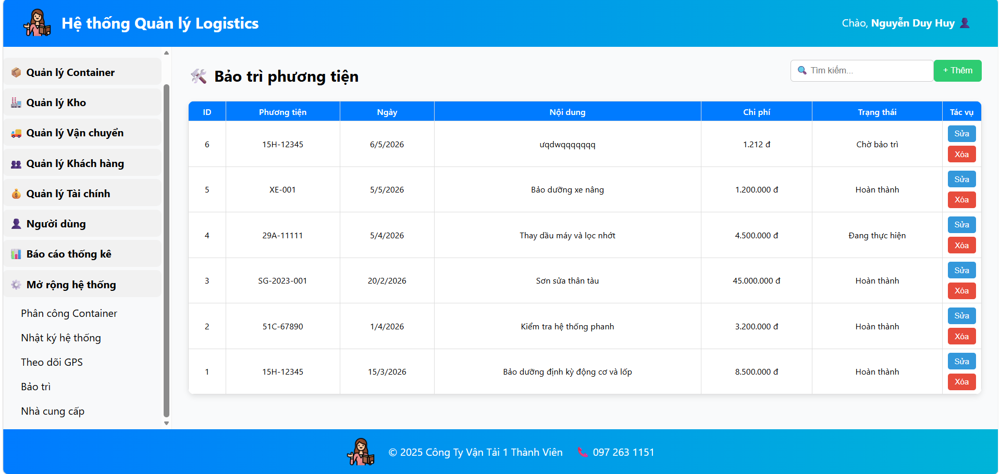 Hệ thống Quản lý Logistics
Chào, Nguyễn Duy Huy
Quản lý Container
Quản lý Kho
Quản lý Vận chuyển
Quản lý Khách hàng
Quản lý Tài chính
Người dùng
Báo cáo thống kê
Mở rộng hệ thống
Phân công Container
Nhật ký hệ thống
Theo dõi GPS
Bảo trì
Nhà cung cấp
Bảo trì phương tiện
Tìm kiếm...
+ Thêm
ID Phương tiện Ngày Nội dung Chi phí Trạng thái Tác vụ
6 15H-12345 6/5/2026 ưqdwqqqqqqq 1.212 đ Chờ bảo trì Sửa
Xóa
5 XE-001 5/5/2026 Bảo dưỡng xe nâng 1.200.000 đ Hoàn thành Sửa
Xóa
4 29A-11111 5/4/2026 Thay dầu máy và lọc nhớt 4.500.000 đ Đang thực hiện Sửa
Xóa
3 SG-2023-001 20/2/2026 Sơn sửa thân tàu 45.000.000 đ Hoàn thành Sửa
Xóa
2 51C-67890 1/4/2026 Kiểm tra hệ thống phanh 3.200.000 đ Hoàn thành Sửa
Xóa
1 15H-12345 15/3/2026 Bảo dưỡng định kỳ động cơ và lốp 8.500.000 đ Hoàn thành Sửa
Xóa
© 2025 Công Ty Vận Tải 1 Thành Viên 097 263 1151